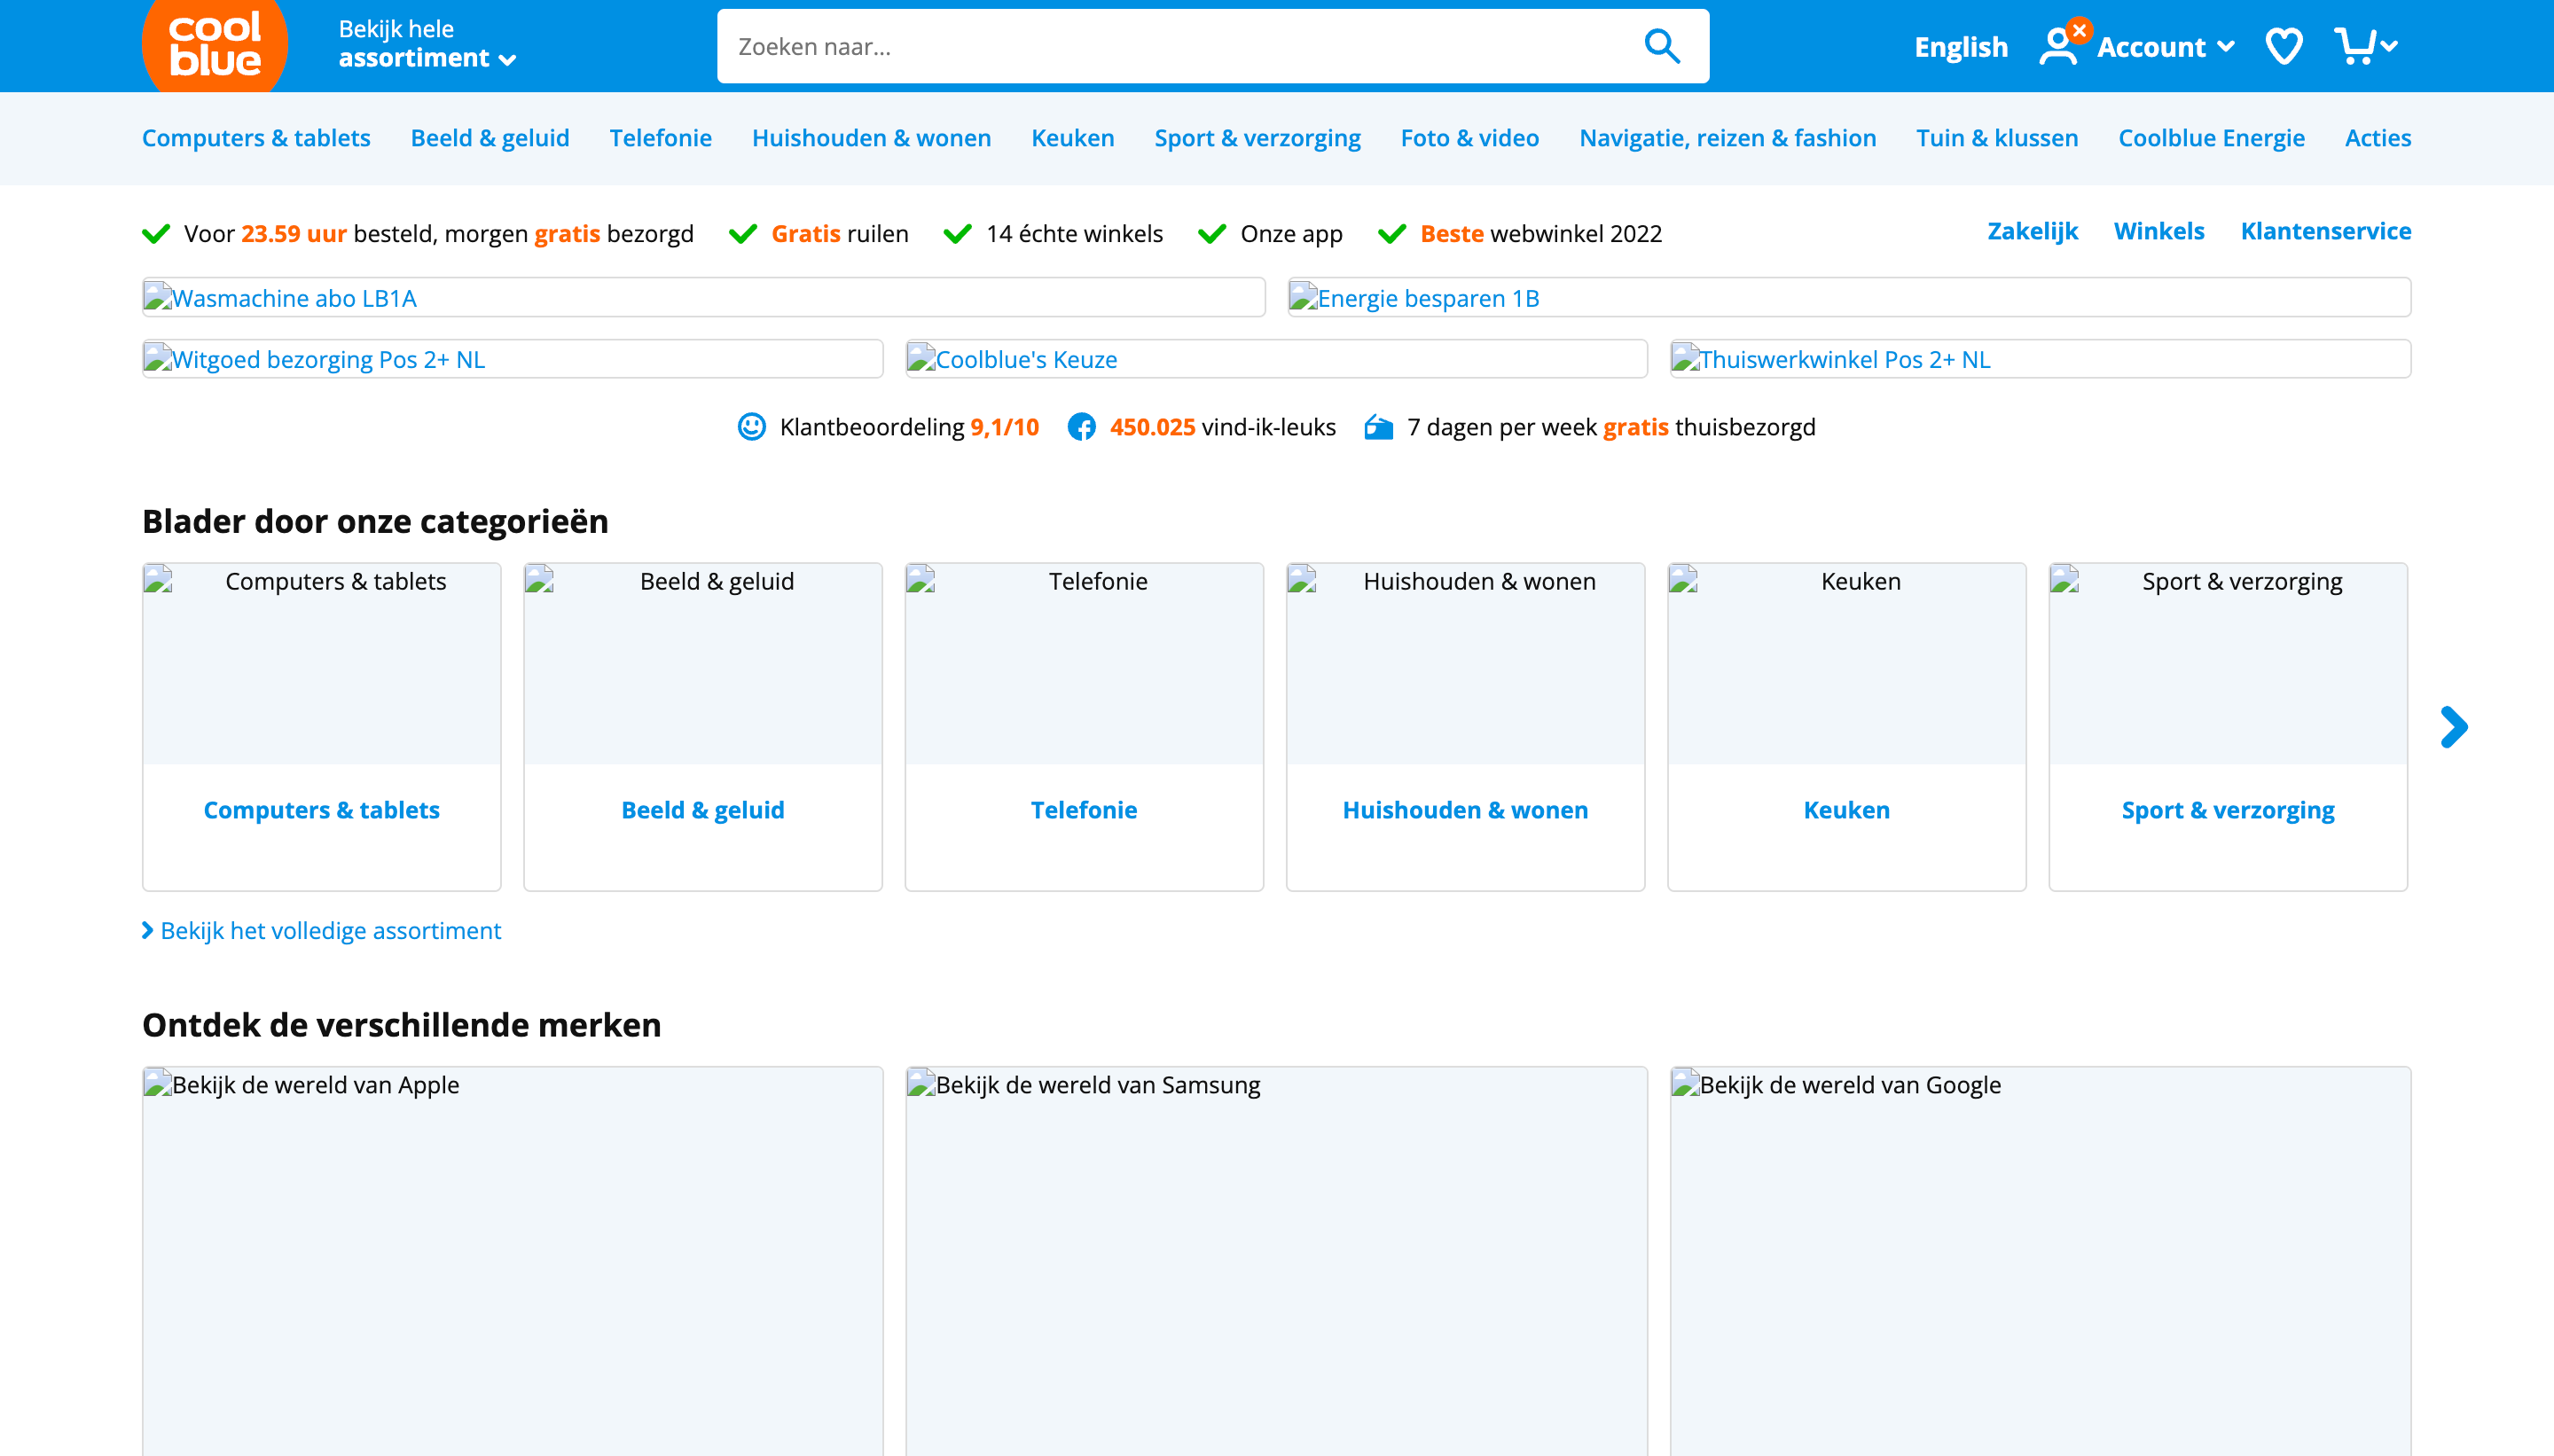 cool
blue
Bekijk hele
assortiment
Zoeken naar...
English
Account
Computers & tablets
Beeld & geluid
Telefonie
Huishouden & wonen
Keuken
Sport & verzorging
Foto & video
Navigatie, reizen & fashion
Tuin & klussen
Coolblue Energie
Acties
Voor 23.59 uur besteld, morgen gratis bezorgd
Gratis ruilen
14 échte winkels
Onze app
Beste webwinkel 2022
Zakelijk
Winkels
Klantenservice
Wasmachine abo LB1A
Energie besparen 1B
Witgoed bezorging Pos 2+ NL
Coolblue's Keuze
Thuiswerkwinkel Pos 2+ NL
Klantbeoordeling 9,1/10
450.025 vind-ik-leuks
7 dagen per week gratis thuisbezorgd
Blader door onze categorieën
Computers & tablets
Beeld & geluid
Telefonie
Huishouden & wonen
Keuken
Sport & verzorging
Computers & tablets
Beeld & geluid
Telefonie
Huishouden & wonen
Keuken
Sport & verzorging
Bekijk het volledige assortiment
Ontdek de verschillende merken
Bekijk de wereld van Apple
Bekijk de wereld van Samsung
Bekijk de wereld van Google